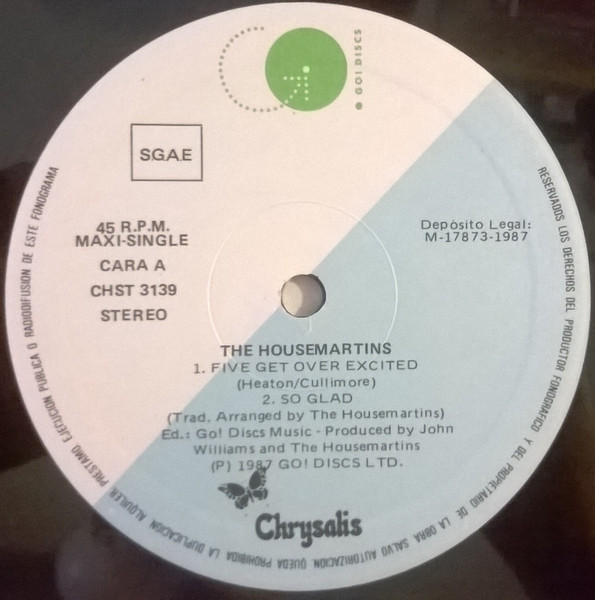 GO! DISCS
S.G.A.E
45 R.P.M.
MAXI-SINGLE
CARA A
CHST 3139
STEREO
Depòsito Legal:
M-17873-1987
THE HOUSEMARTINS
1. FIVE GET OVER EXCITED
(Heaton/Cullimore)
2. SO GLAD
(Trad. Arranged by The Housemartins)
Ed.: Go! Discs Music - Produced by John
Williams and The Housemartins
(P) 1987 GO! DISCS LTD.
Chrysalis
RESERVADOS LOS DERECHOS DEL PRODUCTOR FONOGRAFICO Y DEL PROPIETARIO DE LA OBRA SALVO AUTORIZACION QUEDA PROHIBIDA LA DUPLICACION ALQUILER PRESTAMO EJECUCION PUBLICA O RADIODIFUSION DE ESTE FONOGRAMA